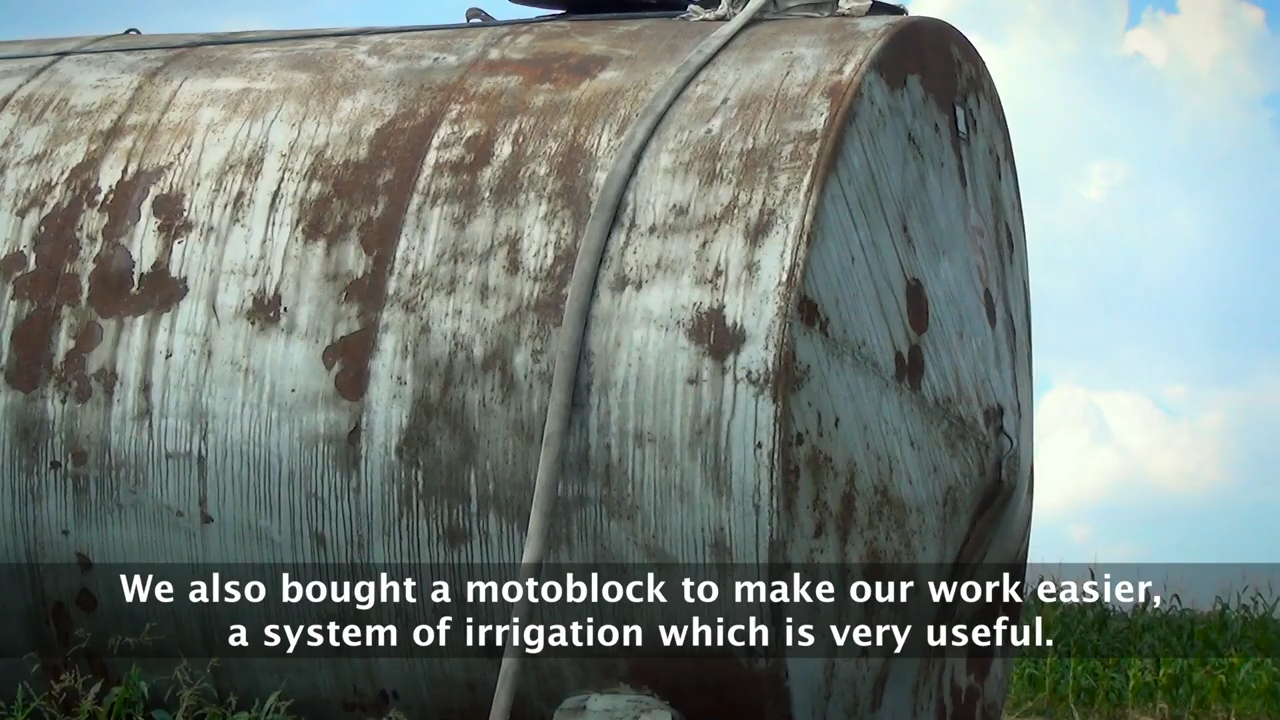 We also bought a motoblock to make our work easier,
a system of irrigation which is very useful.